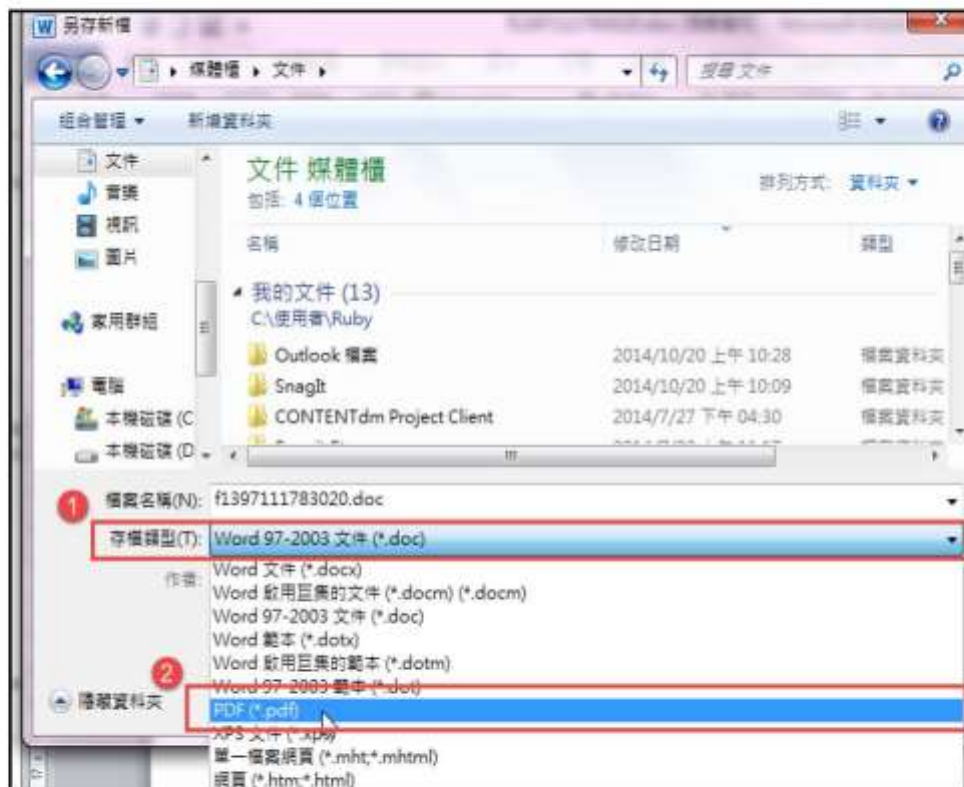 另存新檔
媒體櫃 ▸ 文件 ▸
搜尋 文件
組合管理 ▾ 新增資料夾
文件
音樂
視訊
圖片
家用群組
電腦
本機磁碟 (C
本機磁碟 (D
文件 媒體櫃
包括: 4 個位置
排列方式: 資料夾 ▾
名稱 修改日期 類型
我的文件 (13)
C:\使用者\Ruby
Outlook 檔案 2014/10/20 上午 10:28 檔案資料夾
SnagIt 2014/10/20 上午 10:09 檔案資料夾
CONTENTdm Project Client 2014/7/27 下午 04:30 檔案資料夾
1
檔案名稱(N): f1397111783020.doc
存檔類型(T): Word 97-2003 文件 (*.doc)
作者:
Word 文件 (*.docx)
Word 啟用巨集的文件 (*.docm) (*.docm)
Word 97-2003 文件 (*.doc)
Word 範本 (*.dotx)
Word 啟用巨集的範本 (*.dotm)
2
Word 97-2003 範本 (*.dot)
PDF (*.pdf)
XPS 文件 (*.xps)
單一檔案網頁 (*.mht;*.mhtml)
網頁 (*.htm;*.html)
隱藏資料夾
17